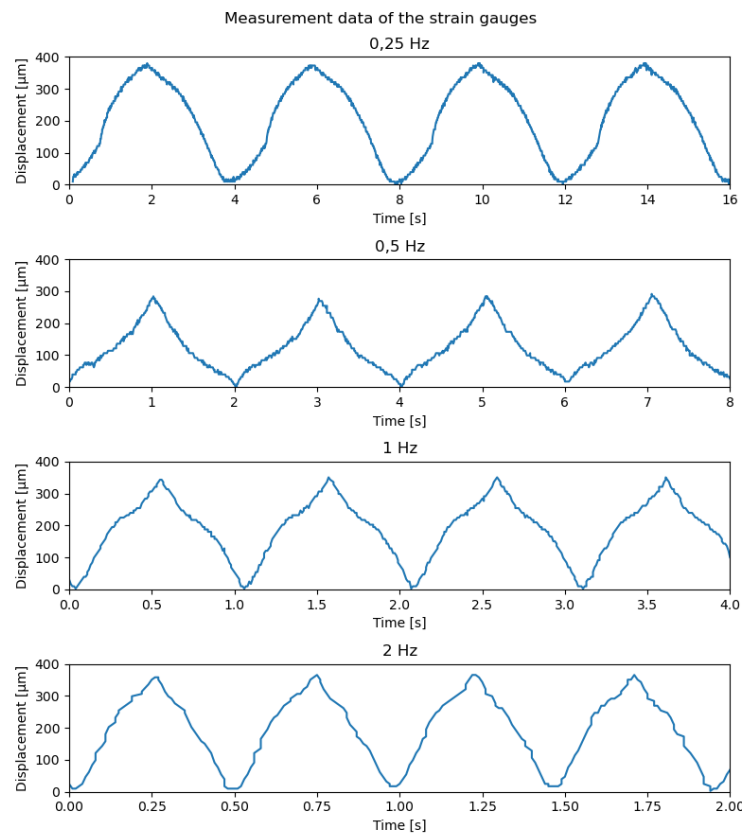 Measurement data of the strain gauges
0,25 Hz
Displacement [µm]
400
300
200
100
0
0 2 4 6 8 10 12 14 16
Time [s]
0,5 Hz
Displacement [µm]
400
300
200
100
0
0 1 2 3 4 5 6 7 8
Time [s]
1 Hz
Displacement [µm]
400
300
200
100
0
0.0 0.5 1.0 1.5 2.0 2.5 3.0 3.5 4.0
Time [s]
2 Hz
Displacement [µm]
400
300
200
100
0
0.00 0.25 0.50 0.75 1.00 1.25 1.50 1.75 2.00
Time [s]